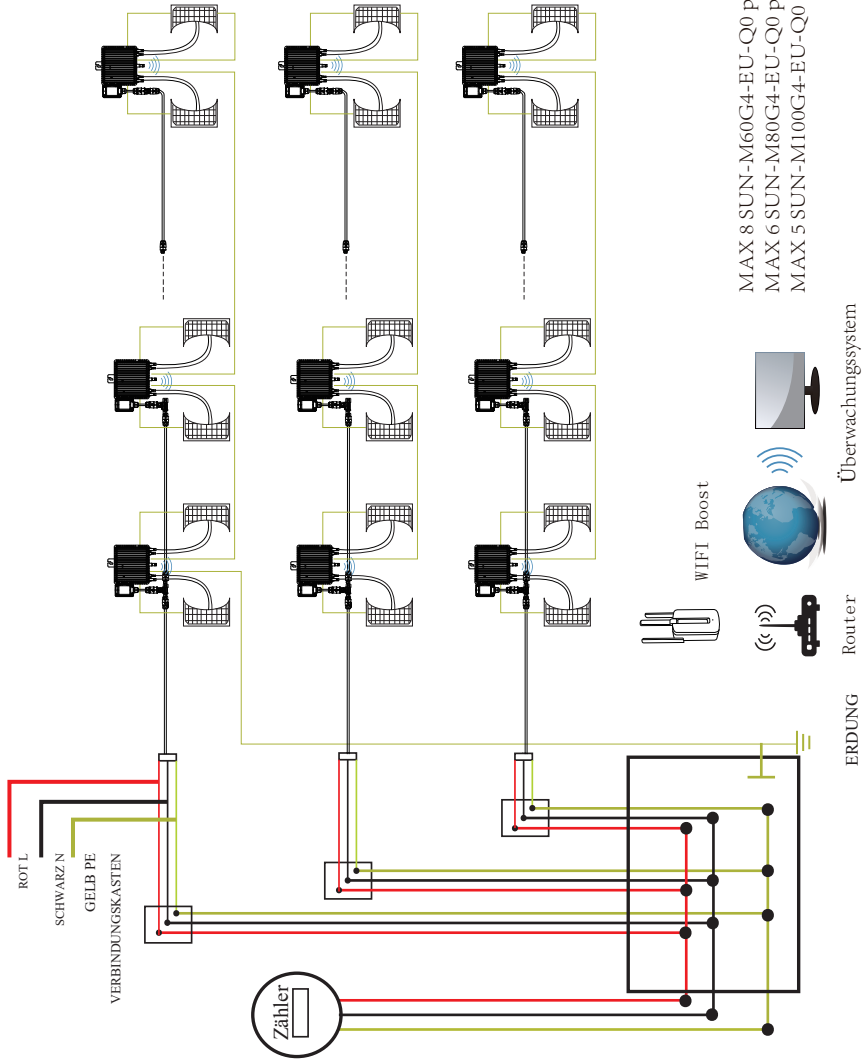 ROT L
SCHWARZ N
GELB PE
VERBINDUNGSKASTEN
Zähler
WIFI Boost
MAX 8 SUN-M60G4-EU-Q0 p
MAX 6 SUN-M80G4-EU-Q0 p
MAX 5 SUN-M100G4-EU-Q0
Überwachungssystem
Router
ERDUNG